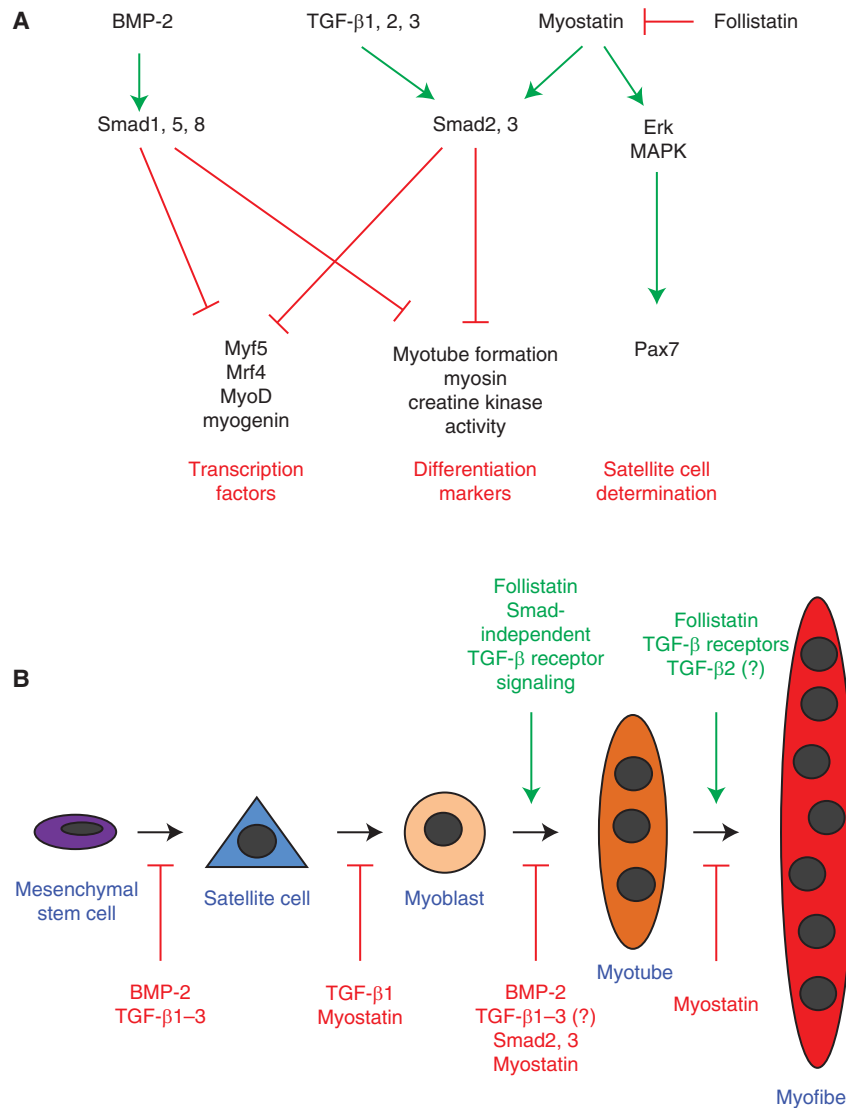 A
BMP-2
TGF-β1, 2, 3
Myostatin
Follistatin
Smad1, 5, 8
Smad2, 3
Erk
MAPK
Myf5
Mrf4
MyoD
myogenin
Myotube formation
myosin
creatine kinase
activity
Pax7
Transcription
factors
Differentiation
markers
Satellite cell
determination
B
Follistatin
Smad-
independent
TGF-β receptor
signaling
Follistatin
TGF-β receptors
TGF-β2 (?)
Mesenchymal
stem cell
Satellite cell
Myoblast
Myotube
Myofibe
BMP-2
TGF-β1–3
TGF-β1
Myostatin
BMP-2
TGF-β1–3 (?)
Smad2, 3
Myostatin
Myostatin